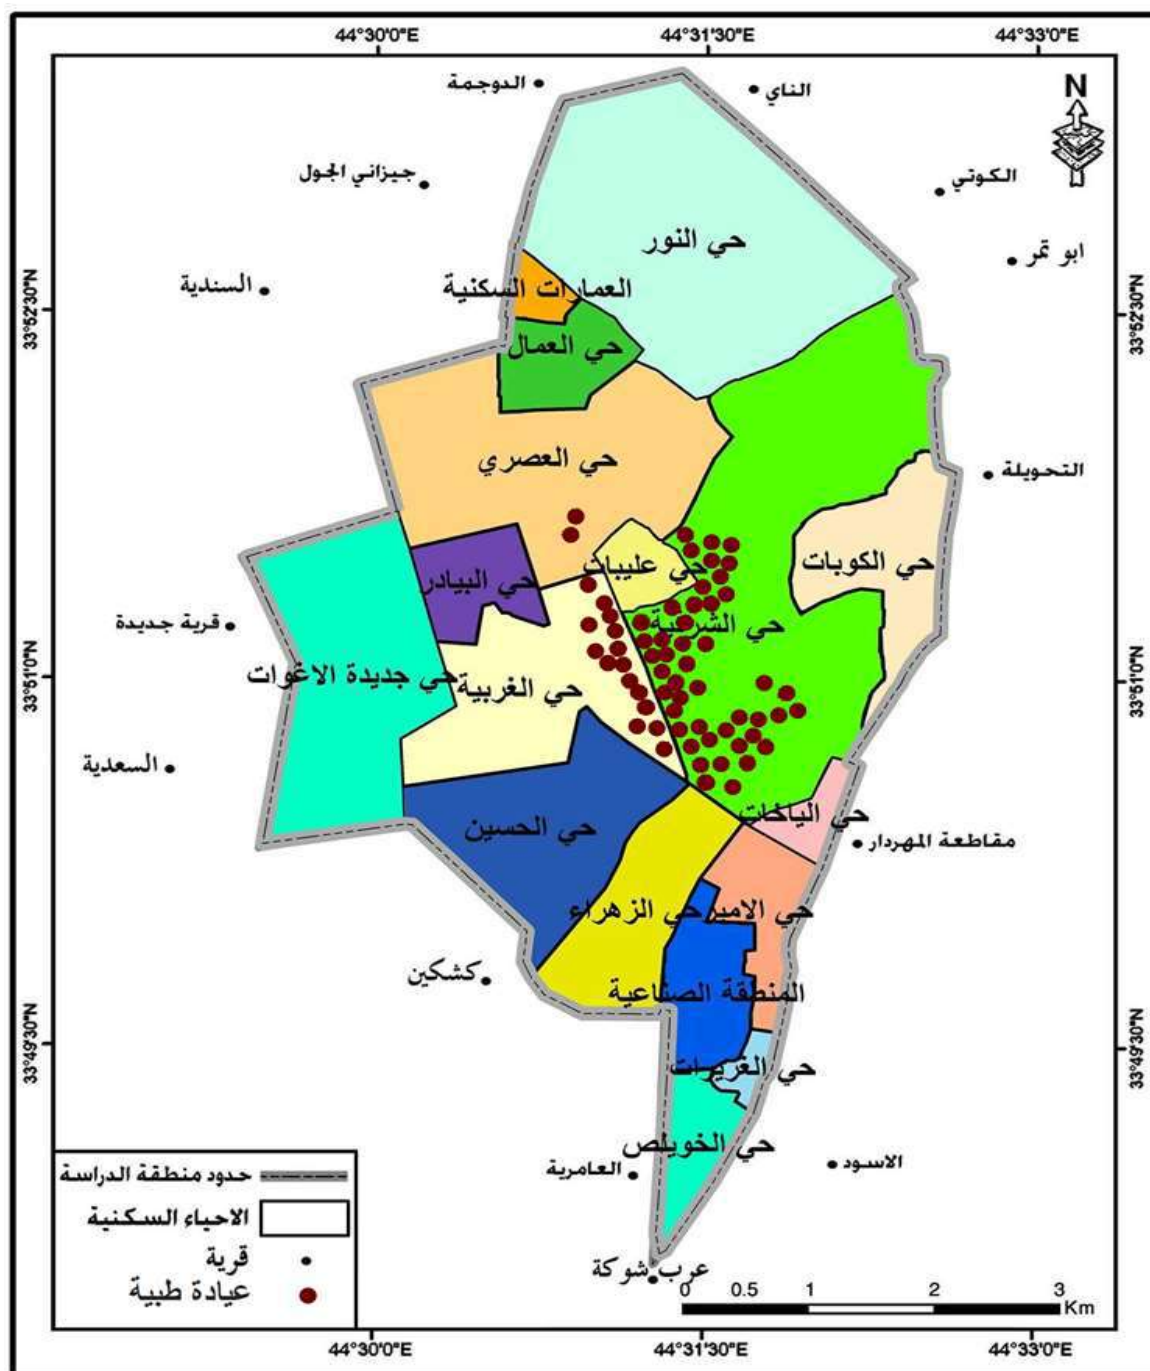 44°30'0"E
44°31'30"E
44°33'0"E
N
الدوجمة
الناي
جيزاني الجول
الكوتي
حي النور
ابو تمر
السندية
العمارات السكنية
33°52'30"N
33°52'30"N
حي العمال
حي العصري
التحويلة
حي عليبات
حي الكوبات
حي البيادر
قرية جديدة
حي الشرقية
حي جديدة الاغوات
حي الغربية
33°51'0"N
33°51'0"N
السعدية
حي الياخات
حي الحسين
مقاطعة المهردار
حي الامير
حي الزهراء
كشكين
المنطقة الصناعية
33°49'30"N
33°49'30"N
حي الغريرات
حي الخويلص
العامرية
الاسود
عرب شوكة
حدود منطقة الدراسة
الاحياء السكنية
قرية
عيادة طبية
0 0.5 1 2 3
Km
44°30'0"E
44°31'30"E
44°33'0"E